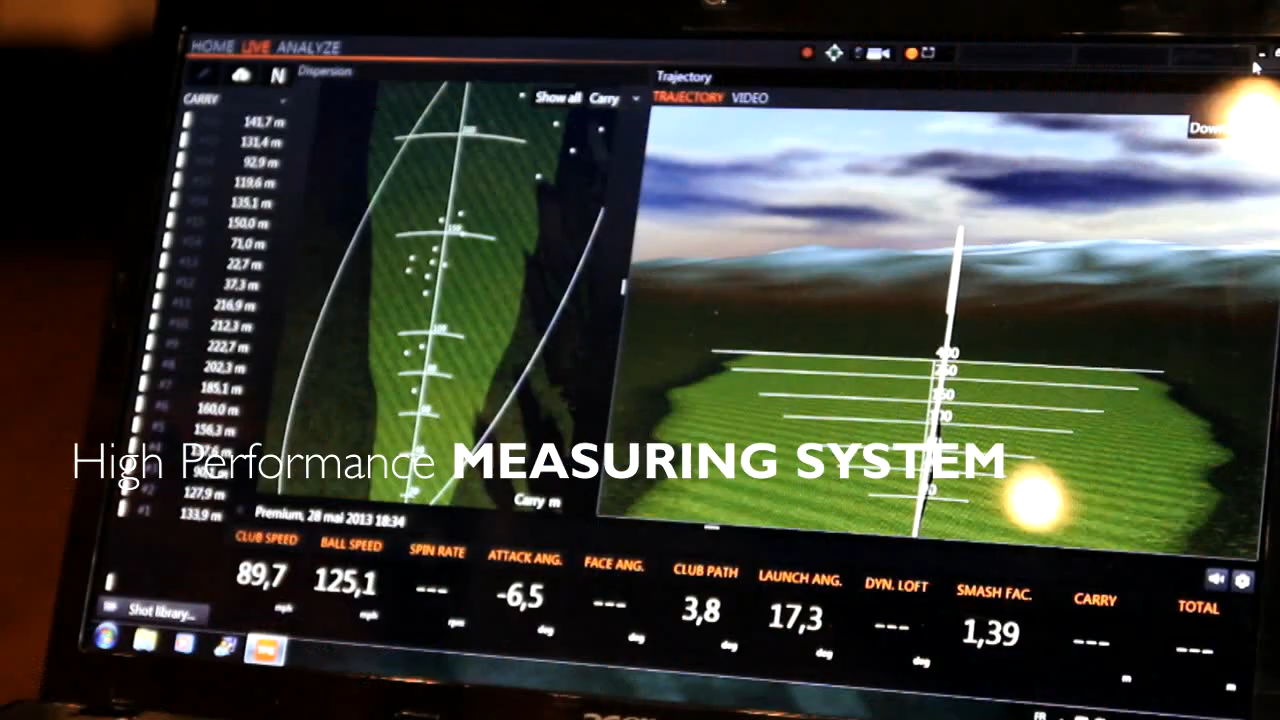 HOME LIVE ANALYZE
N Dispersion
Trajectory
CARRY
Show all Carry
TRAJECTORY VIDEO
141,7 m
131,4 m
92,9 m
119,6 m
135,1 m
150,0 m
71,0 m
22,7 m
37,3 m
216,9 m
212,3 m
222,7 m
202,3 m
185,1 m
160,0 m
156,3 m
High Performance MEASURING SYSTEM
#2 127,9 m
#1 133,9 m
Carry m
Premium, 28 mai 2013 18:34
CLUB SPEED BALL SPEED SPIN RATE ATTACK ANG. FACE ANG. CLUB PATH LAUNCH ANG. DYN. LOFT SMASH FAC. CARRY TOTAL
89,7 125,1 --- -6,5 --- 3,8 17,3 --- 1,39 --- ---
mph mph rpm deg deg deg deg deg m m
Shot library...
FR